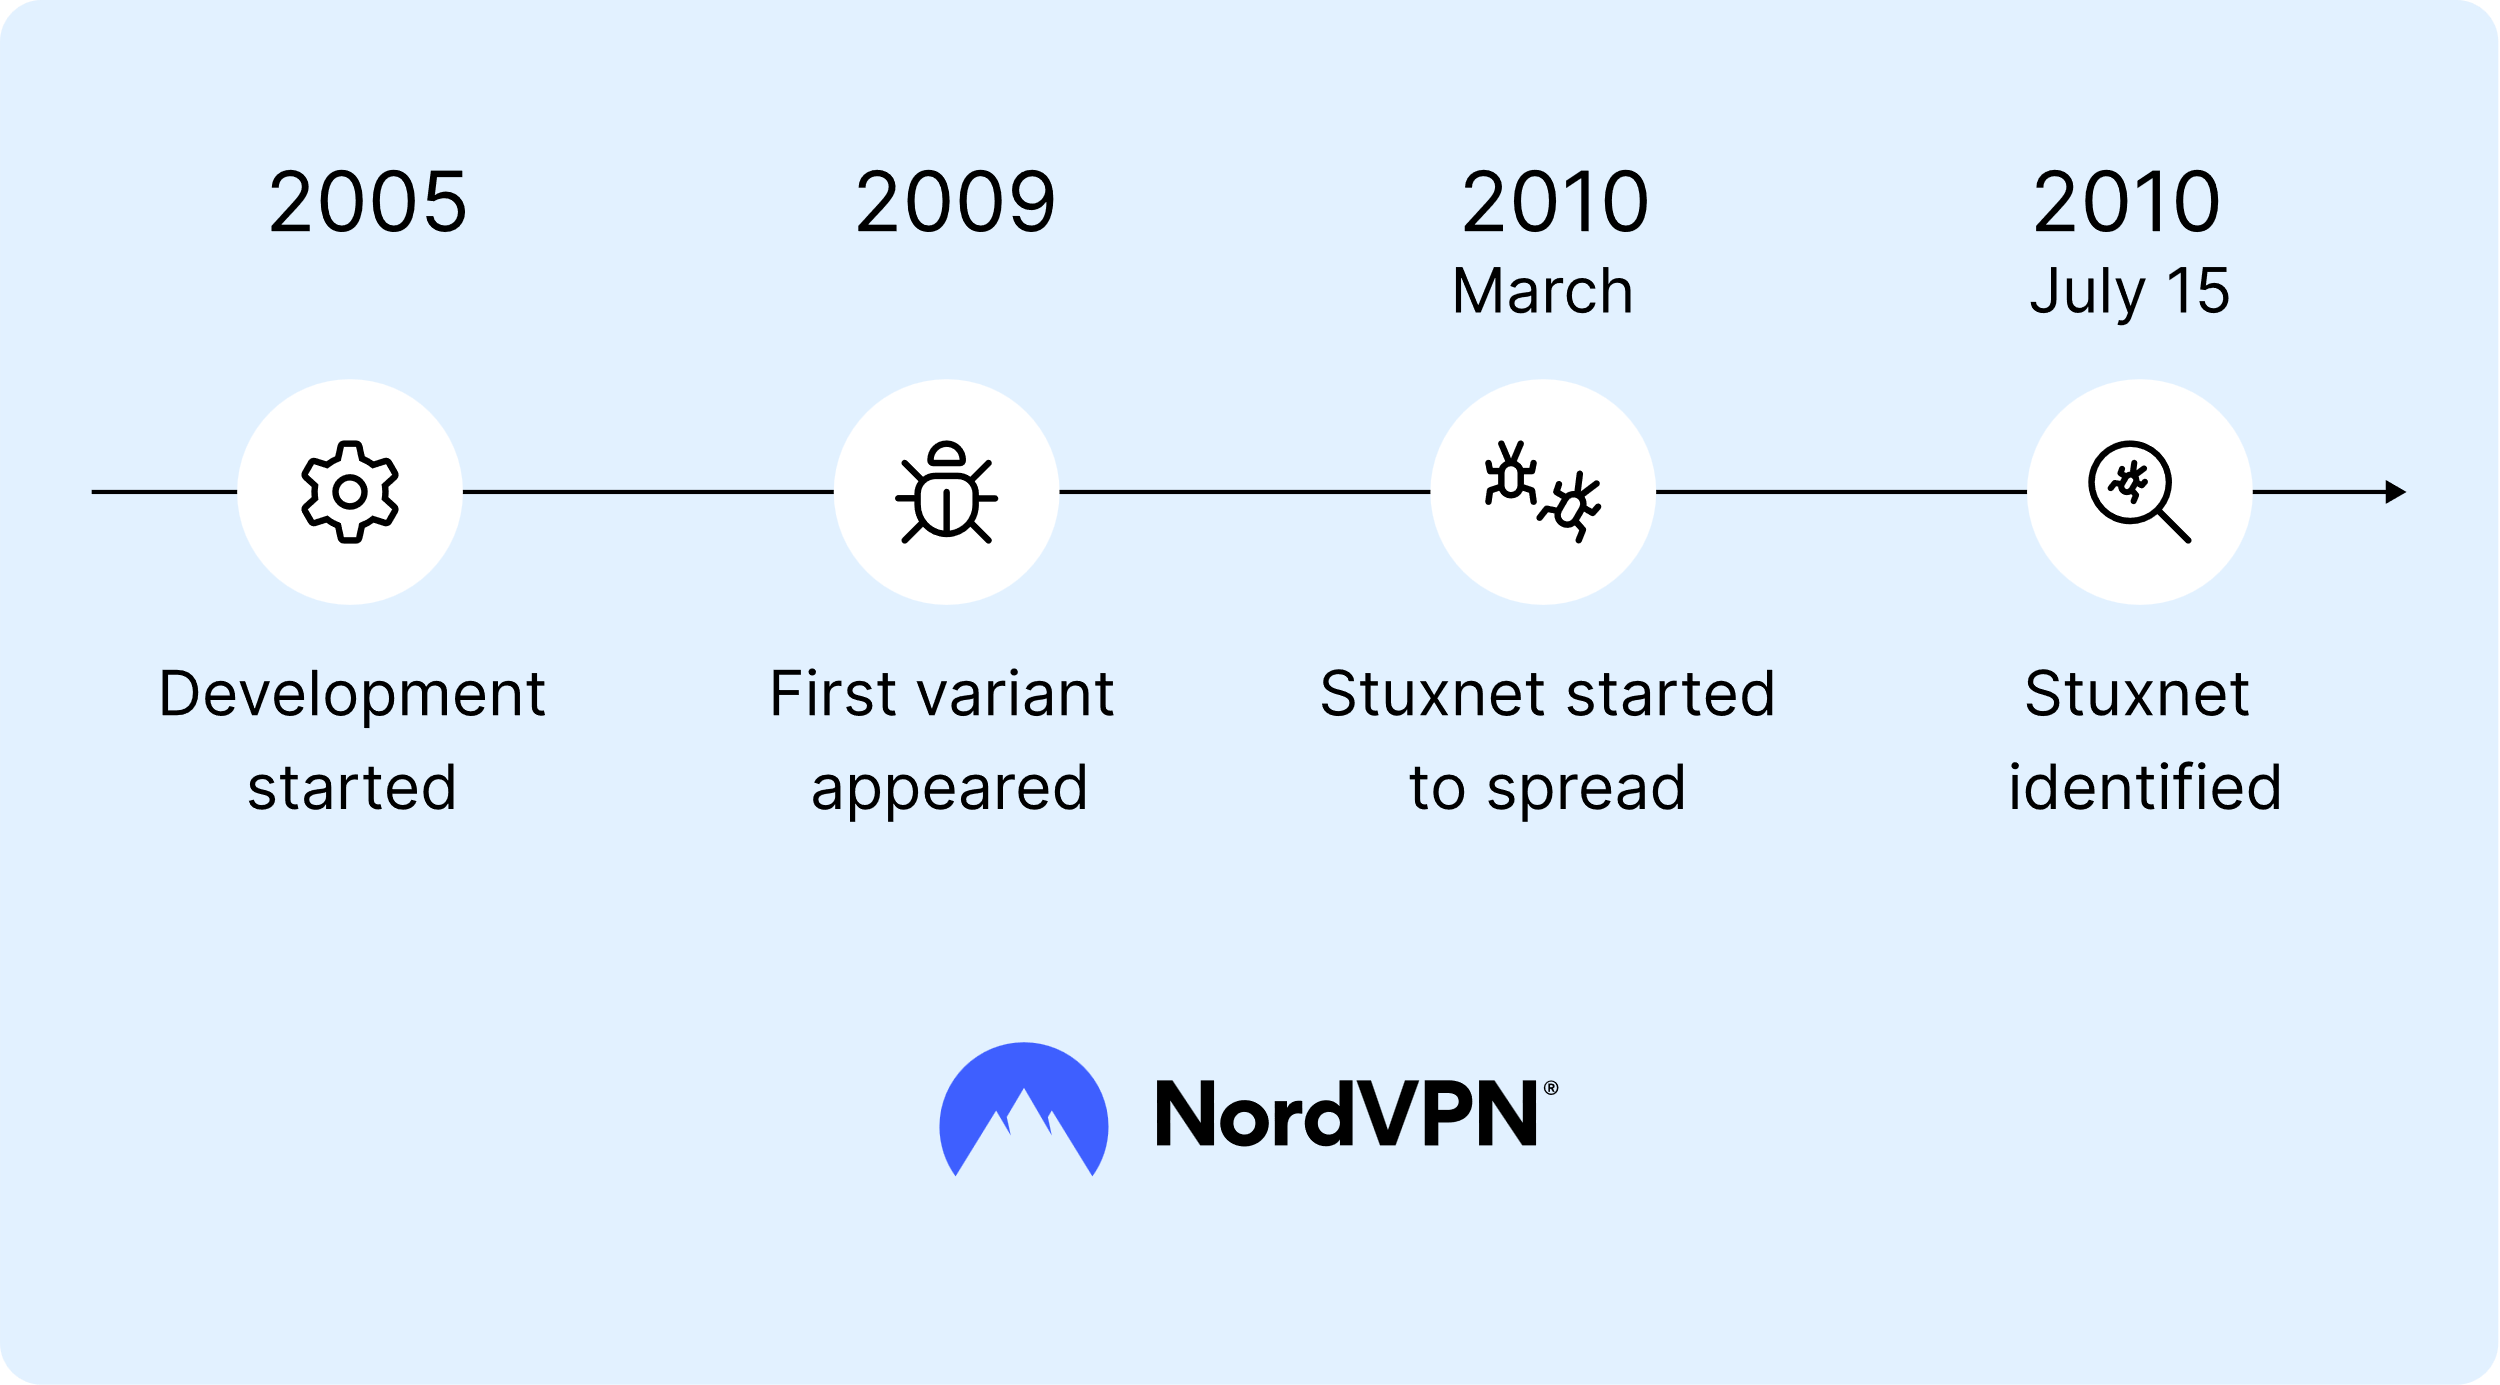 2005
2009
2010
2010
March
July 15
Development
started
First variant
appeared
Stuxnet started
to spread
Stuxnet
identified
NordVPN®